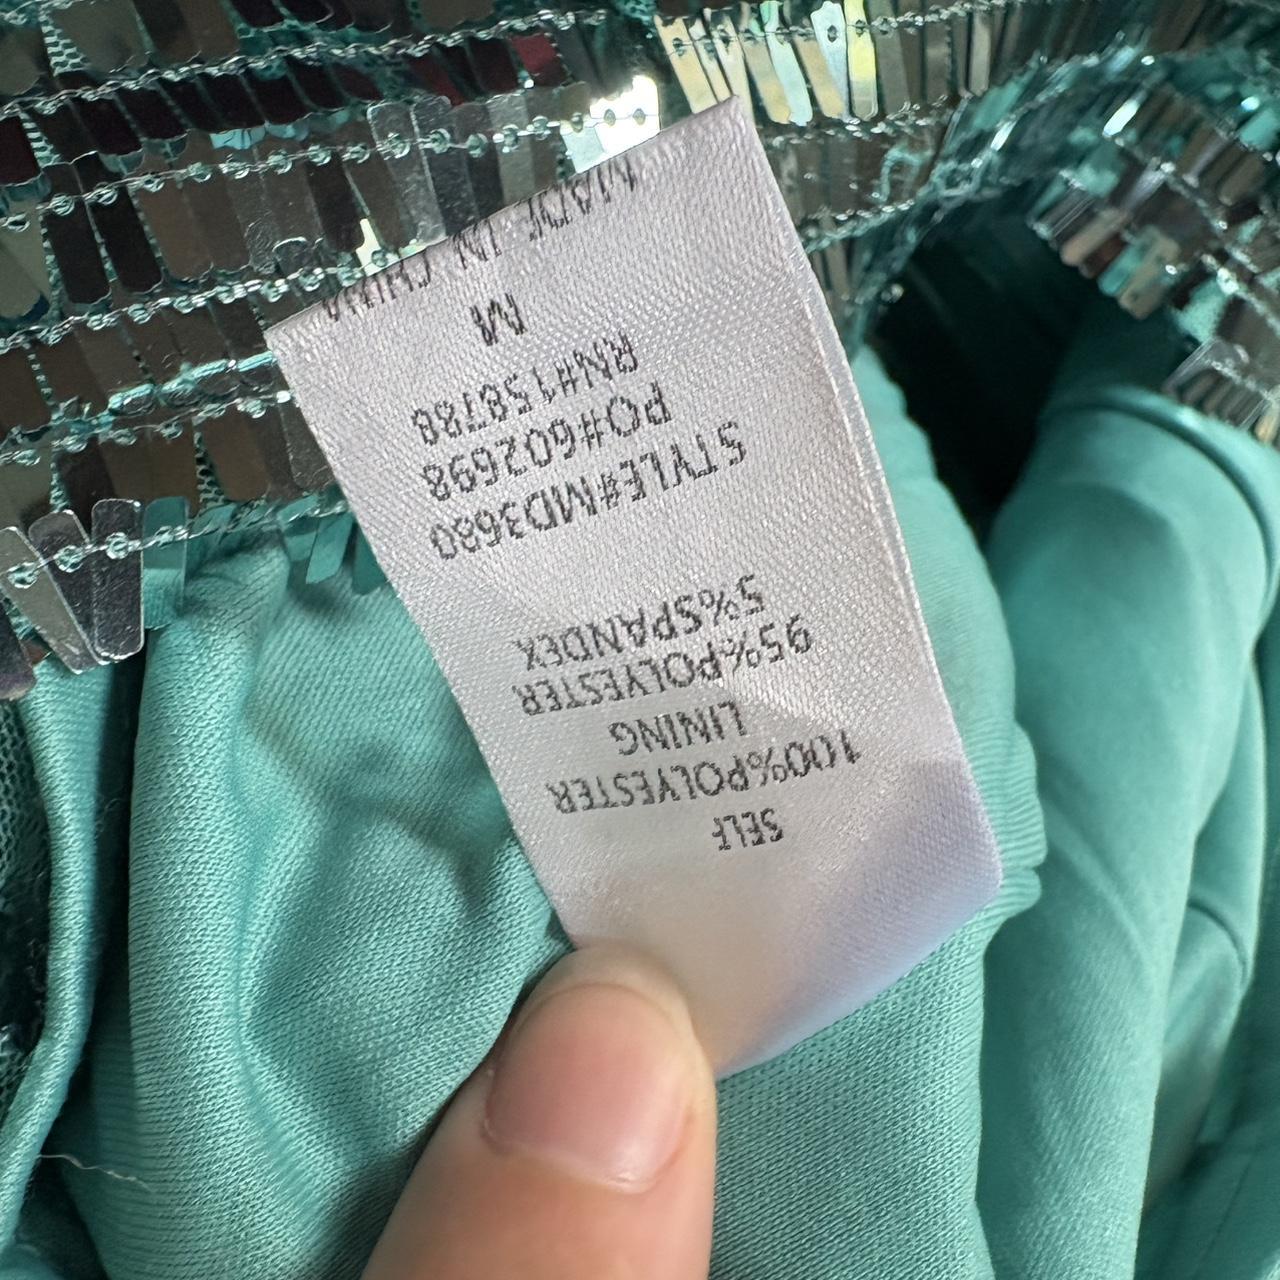 SELF
100%POLYESTER
LINING
95%POLYESTER
5%SPANDEX
STYLE#MD3680
PO#602698
RN#158788
M
MADE IN CHINA